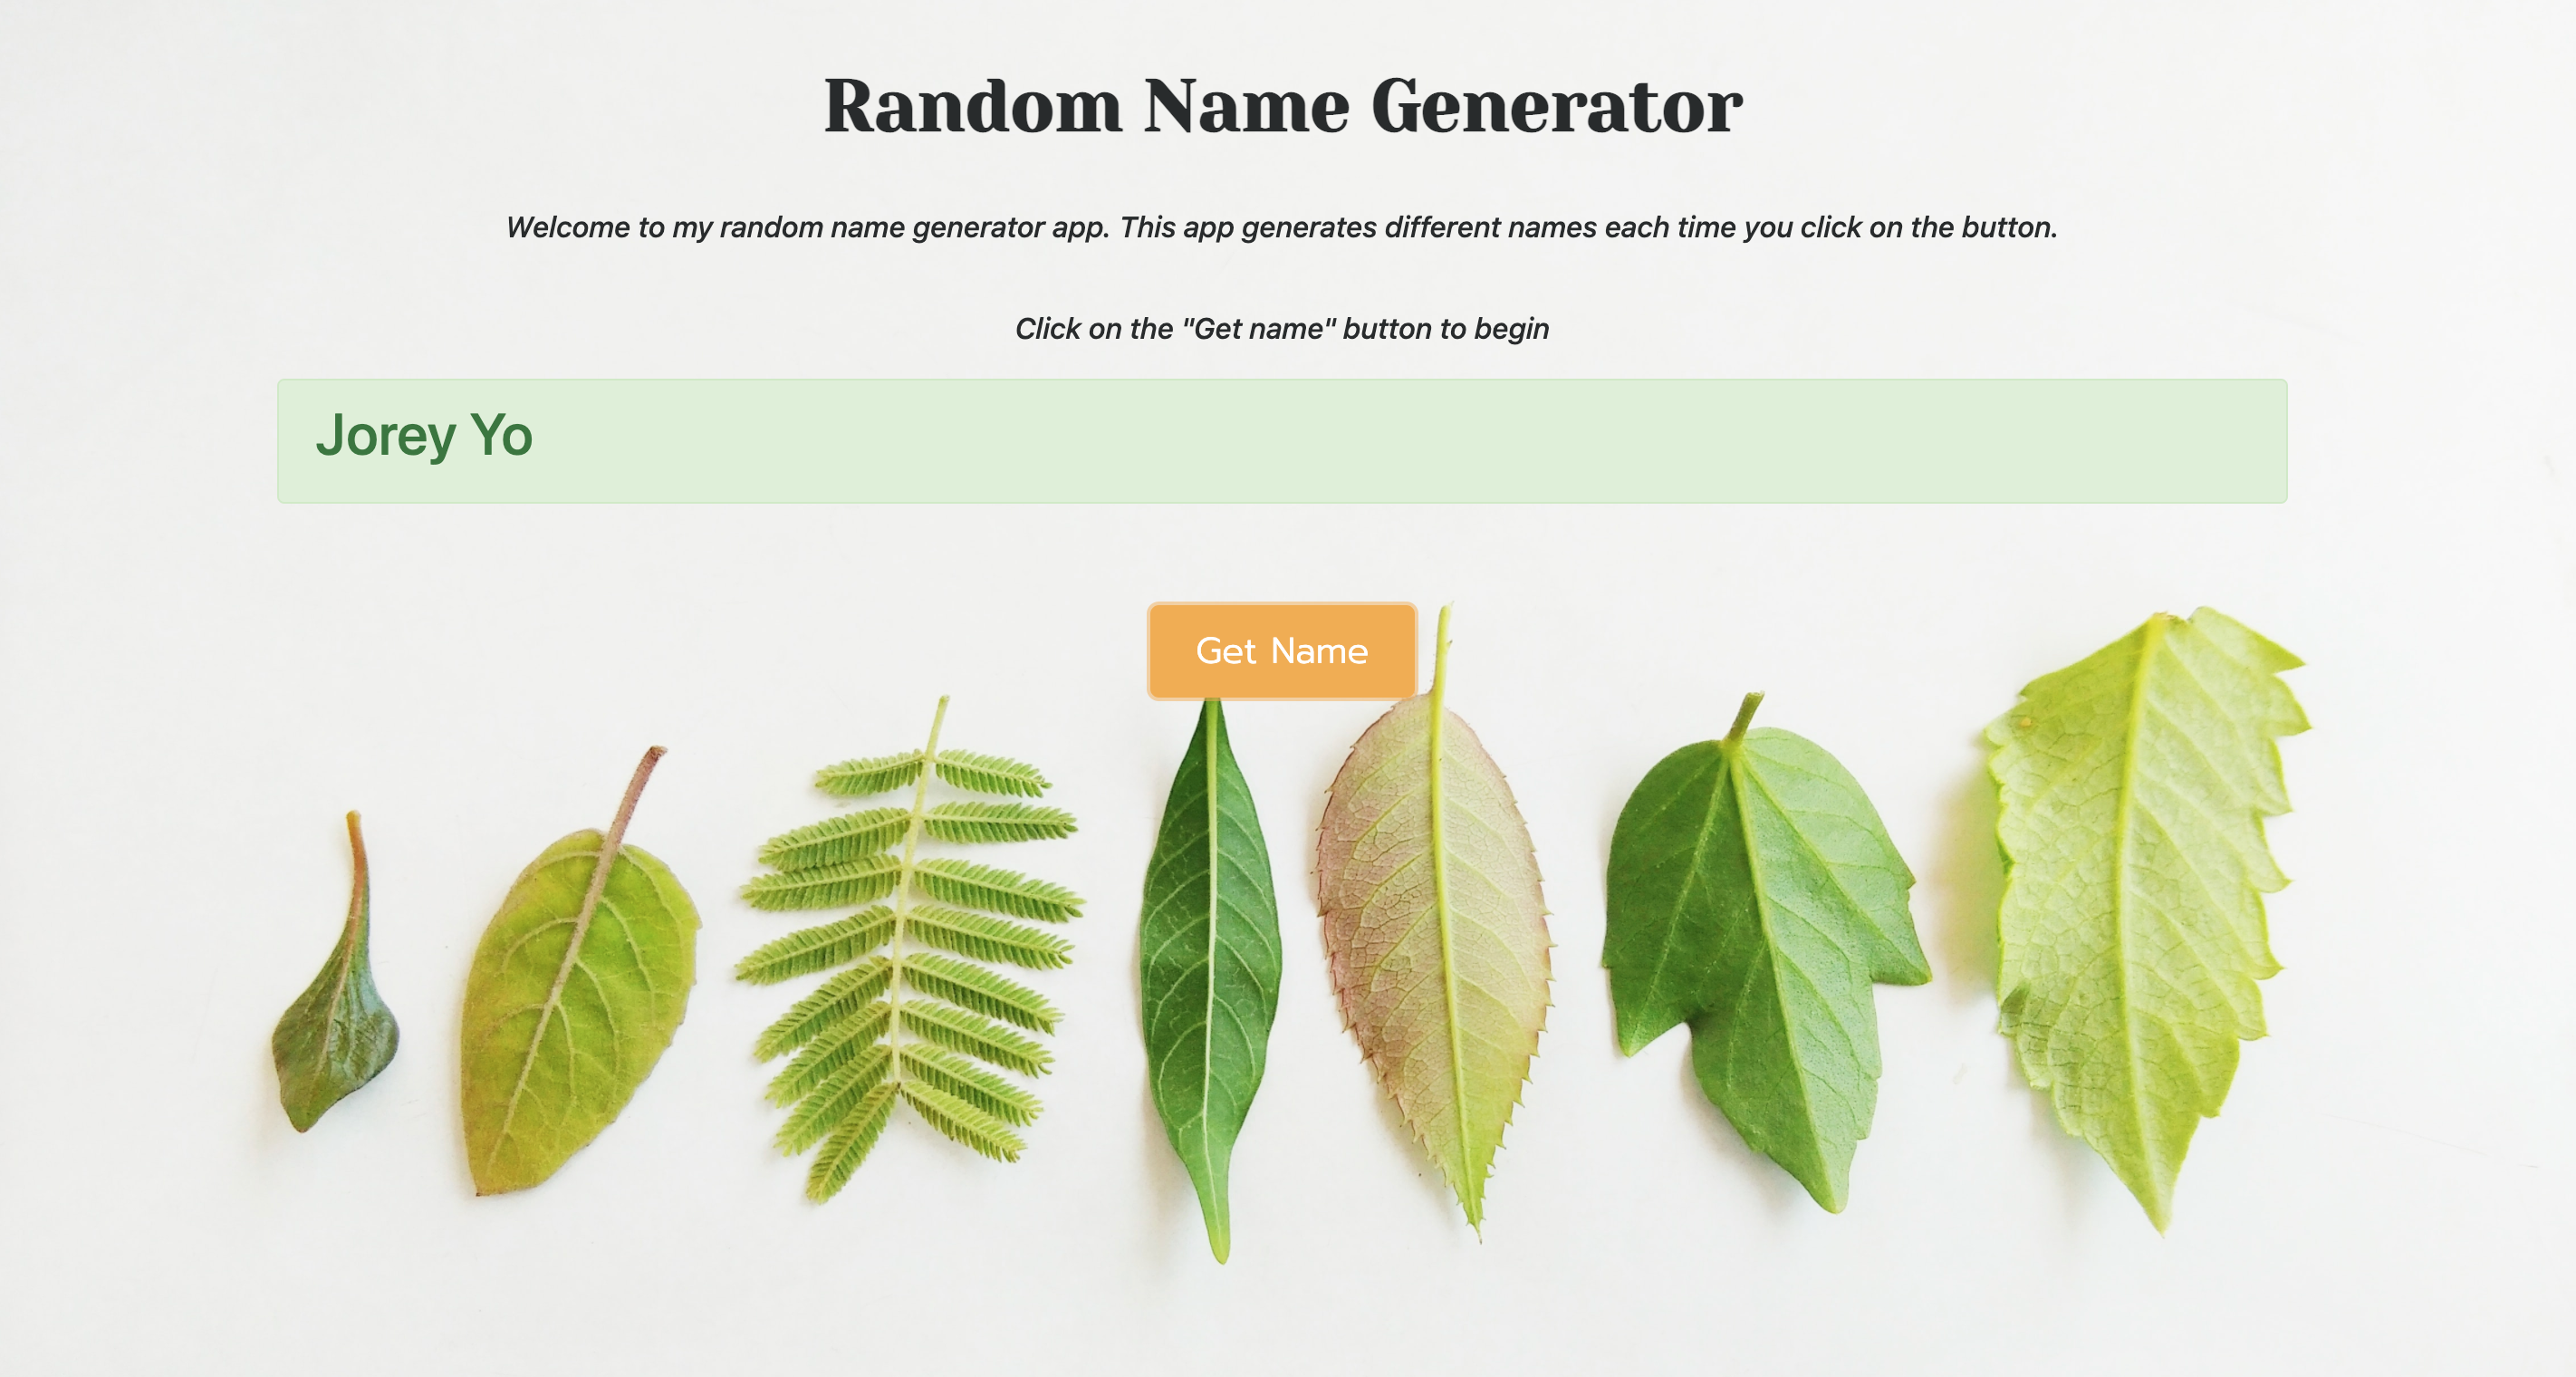 Random Name Generator
Welcome to my random name generator app. This app generates different names each time you click on the button.
Click on the "Get name" button to begin
Jorey Yo
Get Name